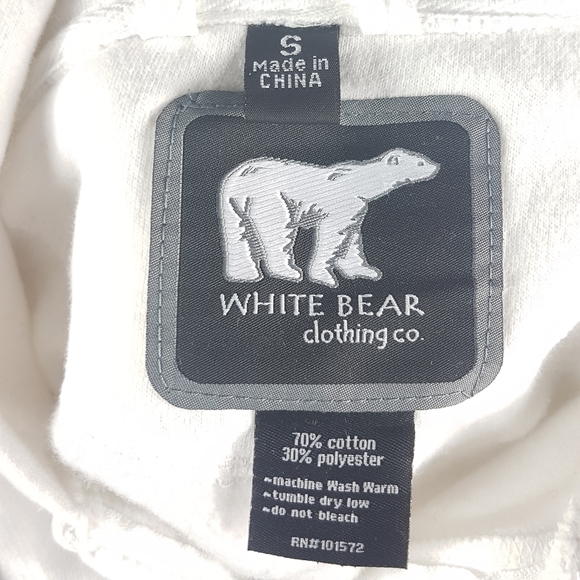 S
Made in
CHINA
WHITE BEAR
clothing co.
70% cotton
30% polyester
~machine Wash Warm
~tumble dry low
~do not bleach
RN#101572